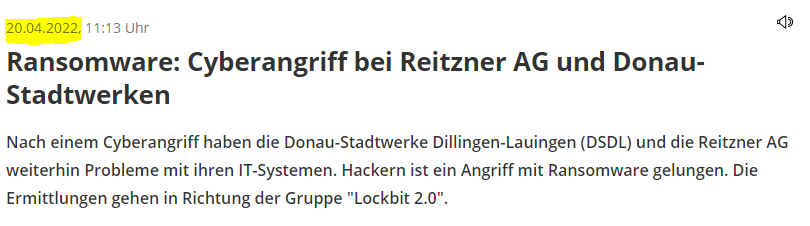 20.04.2022, 11:13 Uhr
Ransomware: Cyberangriff bei Reitzner AG und Donau-
Stadtwerken
Nach einem Cyberangriff haben die Donau-Stadtwerke Dillingen-Lauingen (DSDL) und die Reitzner AG
weiterhin Probleme mit ihren IT-Systemen. Hackern ist ein Angriff mit Ransomware gelungen. Die
Ermittlungen gehen in Richtung der Gruppe "Lockbit 2.0".